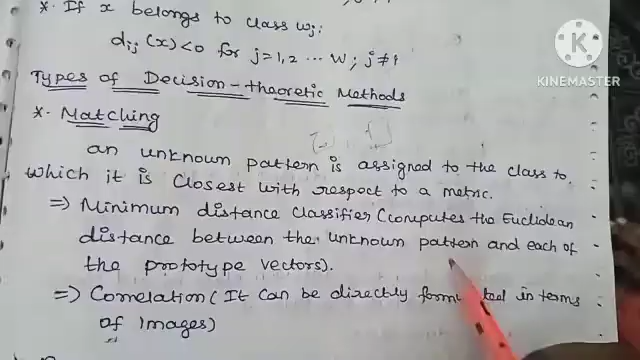 *. If x belongs to class wj:
dij(x)<0 for j=1,2 ... W; j≠i
Types of Decision-theoretic Methods
*. Matching
an unknown pattern is assigned to the class to
which it is closest with respect to a metric.
⇒ Minimum distance classifier (computes the Euclidean
distance between the unknown pattern and each of
the prototype vectors).
⇒ Correlation (It can be directly formulated in terms
of images)
KINEMASTER